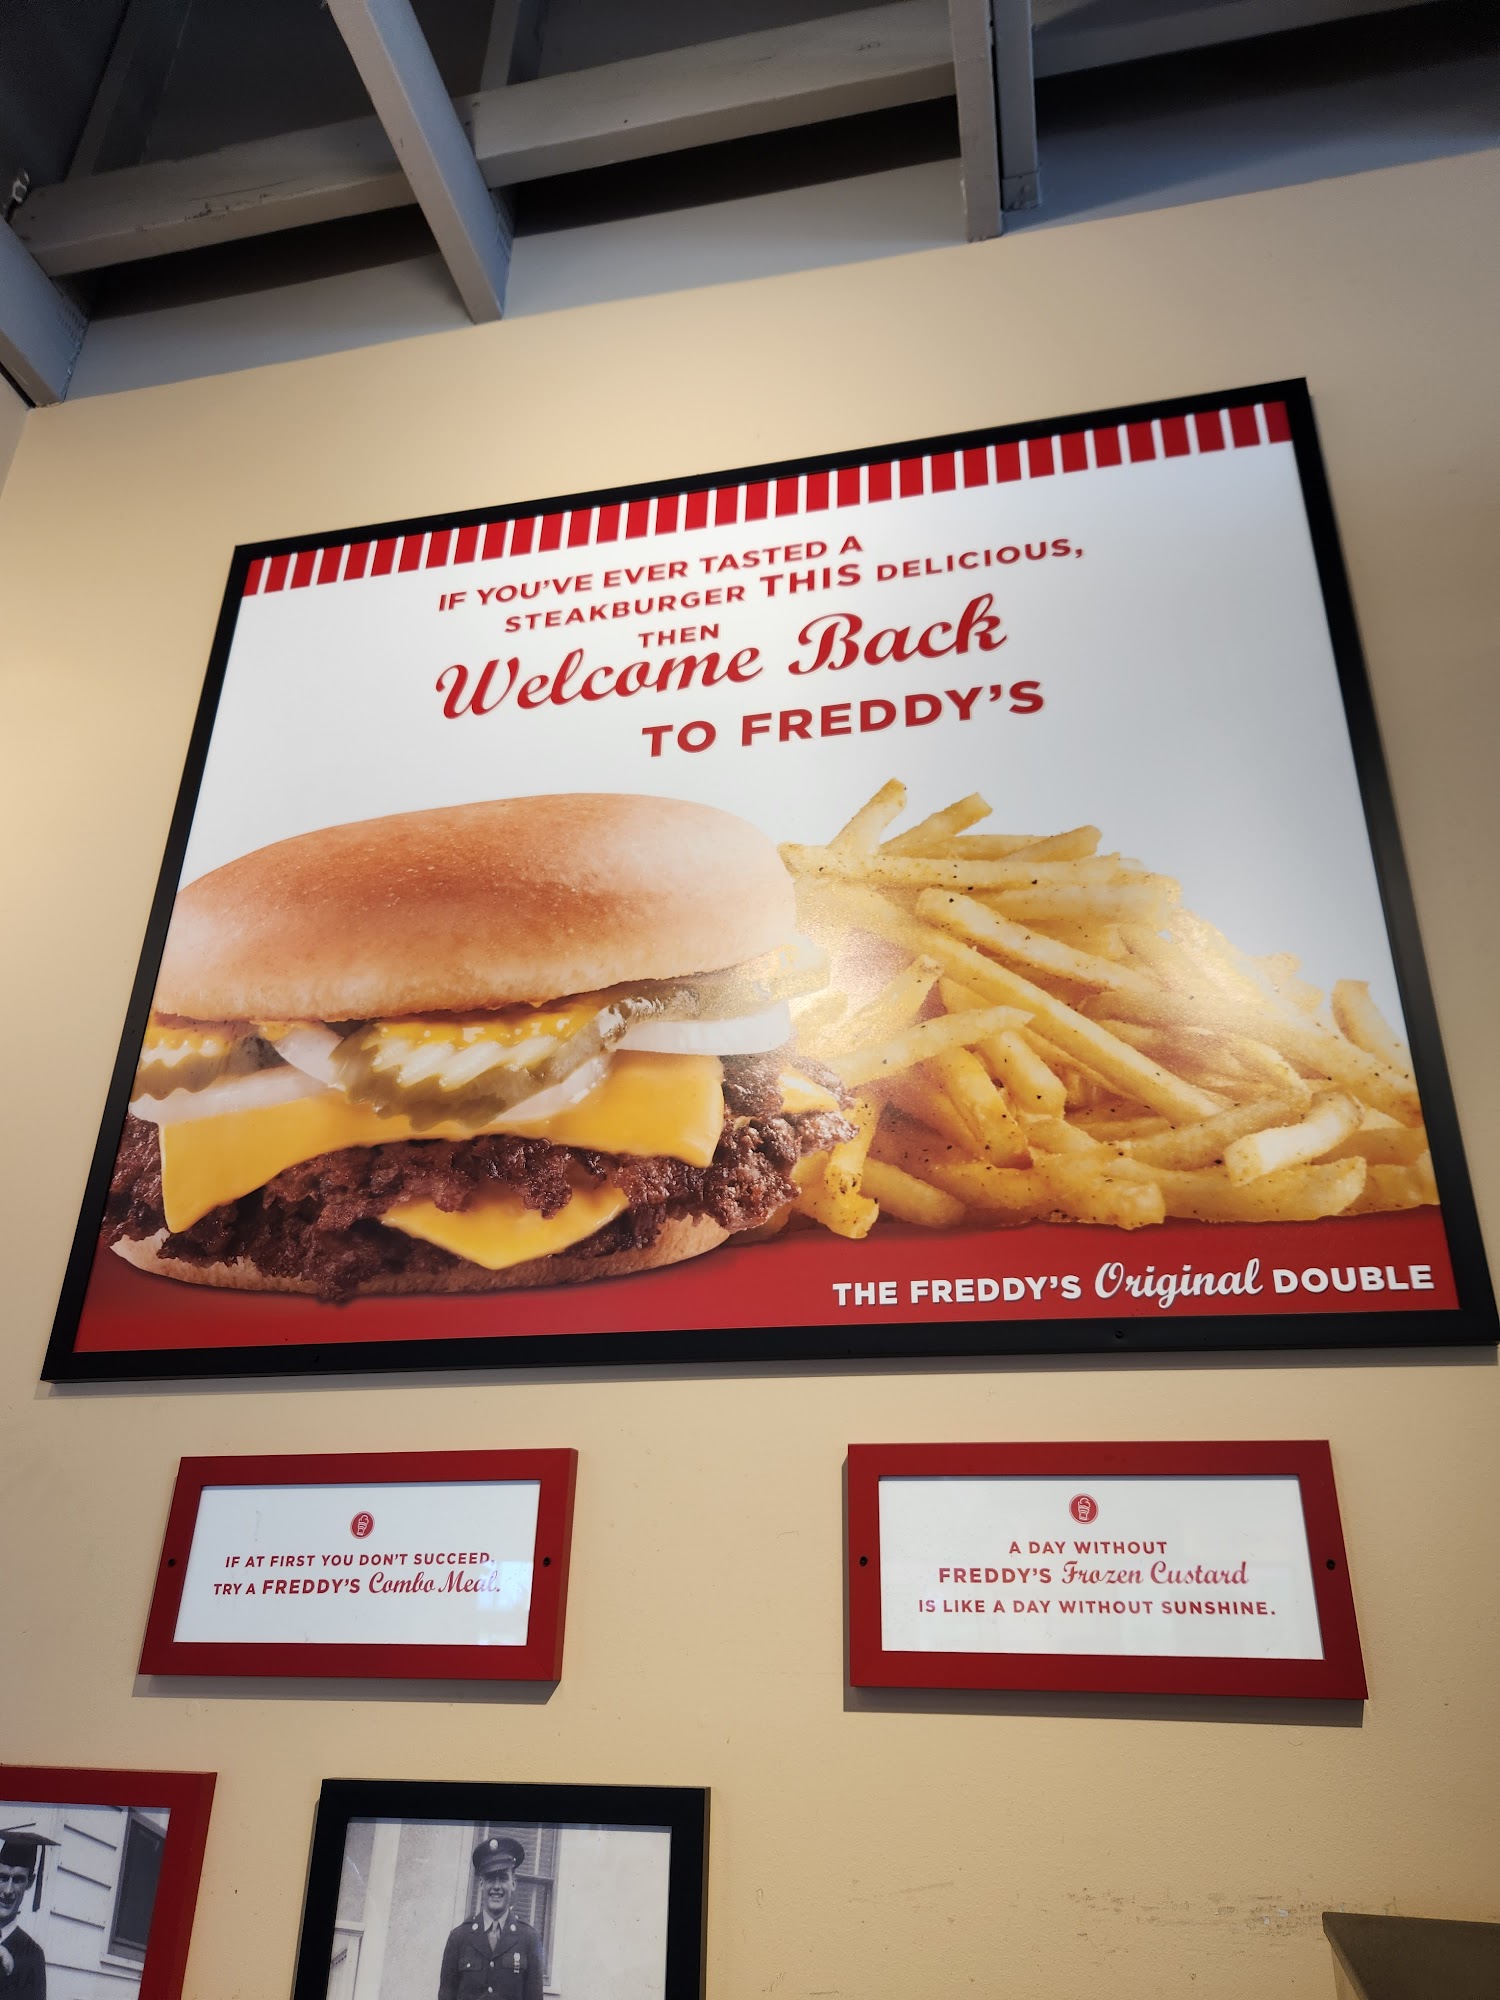 IF YOU'VE EVER TASTED A
STEAKBURGER THIS DELICIOUS,
THEN
Welcome Back
TO FREDDY'S
THE FREDDY'S Original DOUBLE
IF AT FIRST YOU DON'T SUCCEED,
TRY A FREDDY'S Combo Meal.
A DAY WITHOUT
FREDDY'S Frozen Custard
IS LIKE A DAY WITHOUT SUNSHINE.